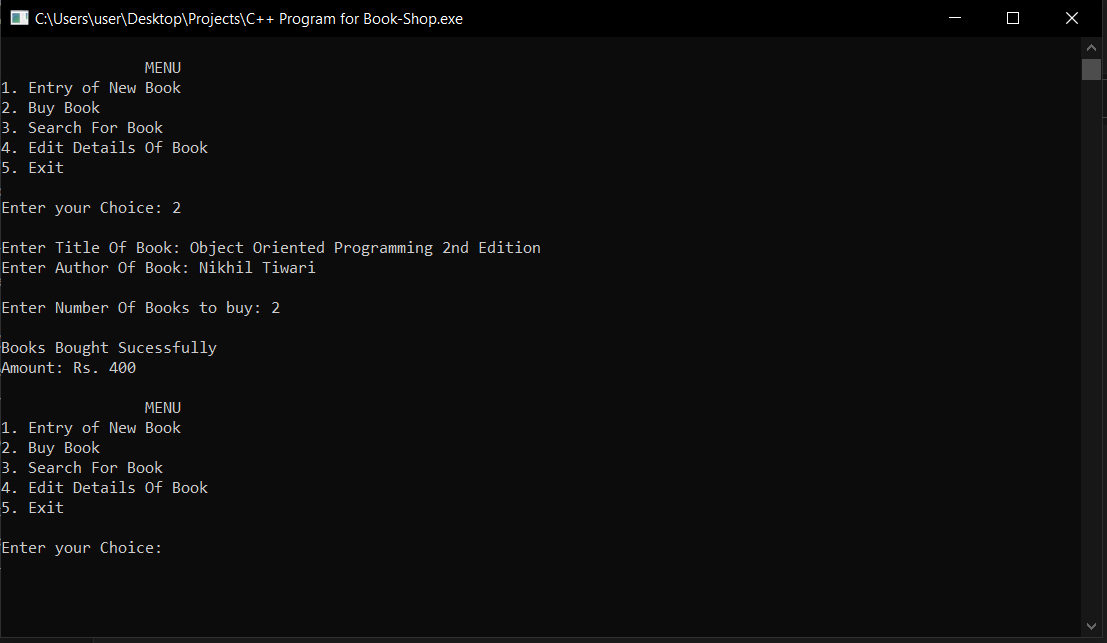 C:\Users\user\Desktop\Projects\C++ Program for Book-Shop.exe
MENU
1. Entry of New Book
2. Buy Book
3. Search For Book
4. Edit Details Of Book
5. Exit
Enter your Choice: 2
Enter Title Of Book: Object Oriented Programming 2nd Edition
Enter Author Of Book: Nikhil Tiwari
Enter Number Of Books to buy: 2
Books Bought Sucessfully
Amount: Rs. 400
MENU
1. Entry of New Book
2. Buy Book
3. Search For Book
4. Edit Details Of Book
5. Exit
Enter your Choice: